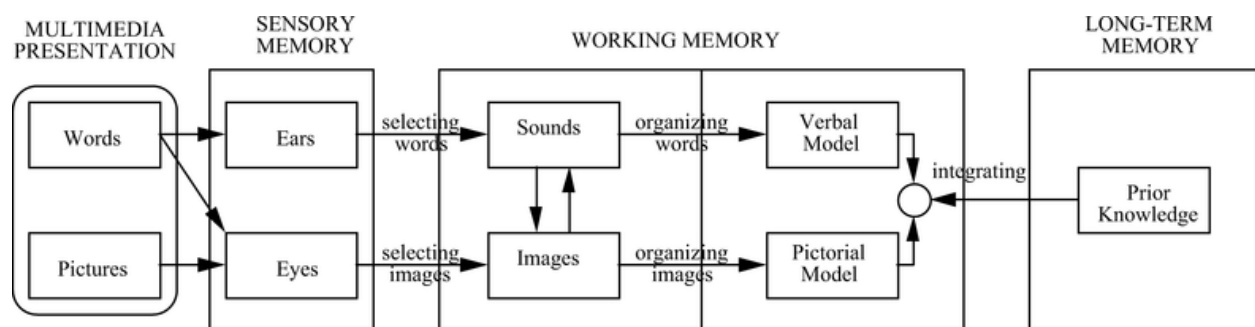 MULTIMEDIA
PRESENTATION
SENSORY
MEMORY
WORKING MEMORY
LONG-TERM
MEMORY
Words
Ears
selecting
words
Sounds
organizing
words
Verbal
Model
integrating
Prior
Knowledge
Pictures
Eyes
selecting
images
Images
organizing
images
Pictorial
Model